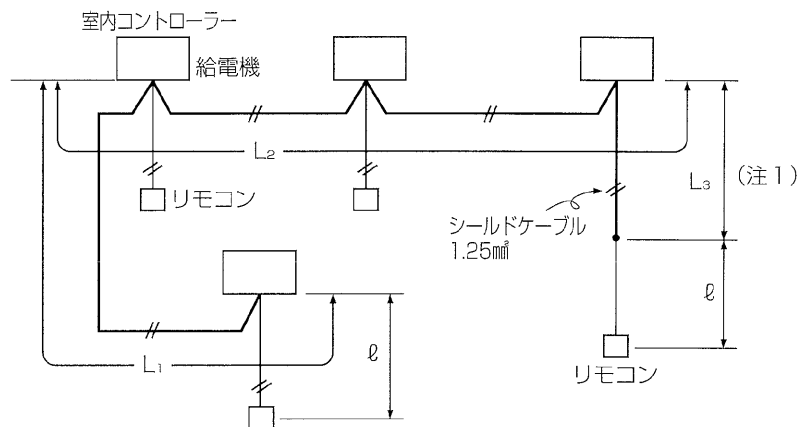 室内コントローラー
給電機
L₂
リモコン
シールドケーブル
1.25m㎡
L₃
(注1)
ℓ
リモコン
L₁
ℓ